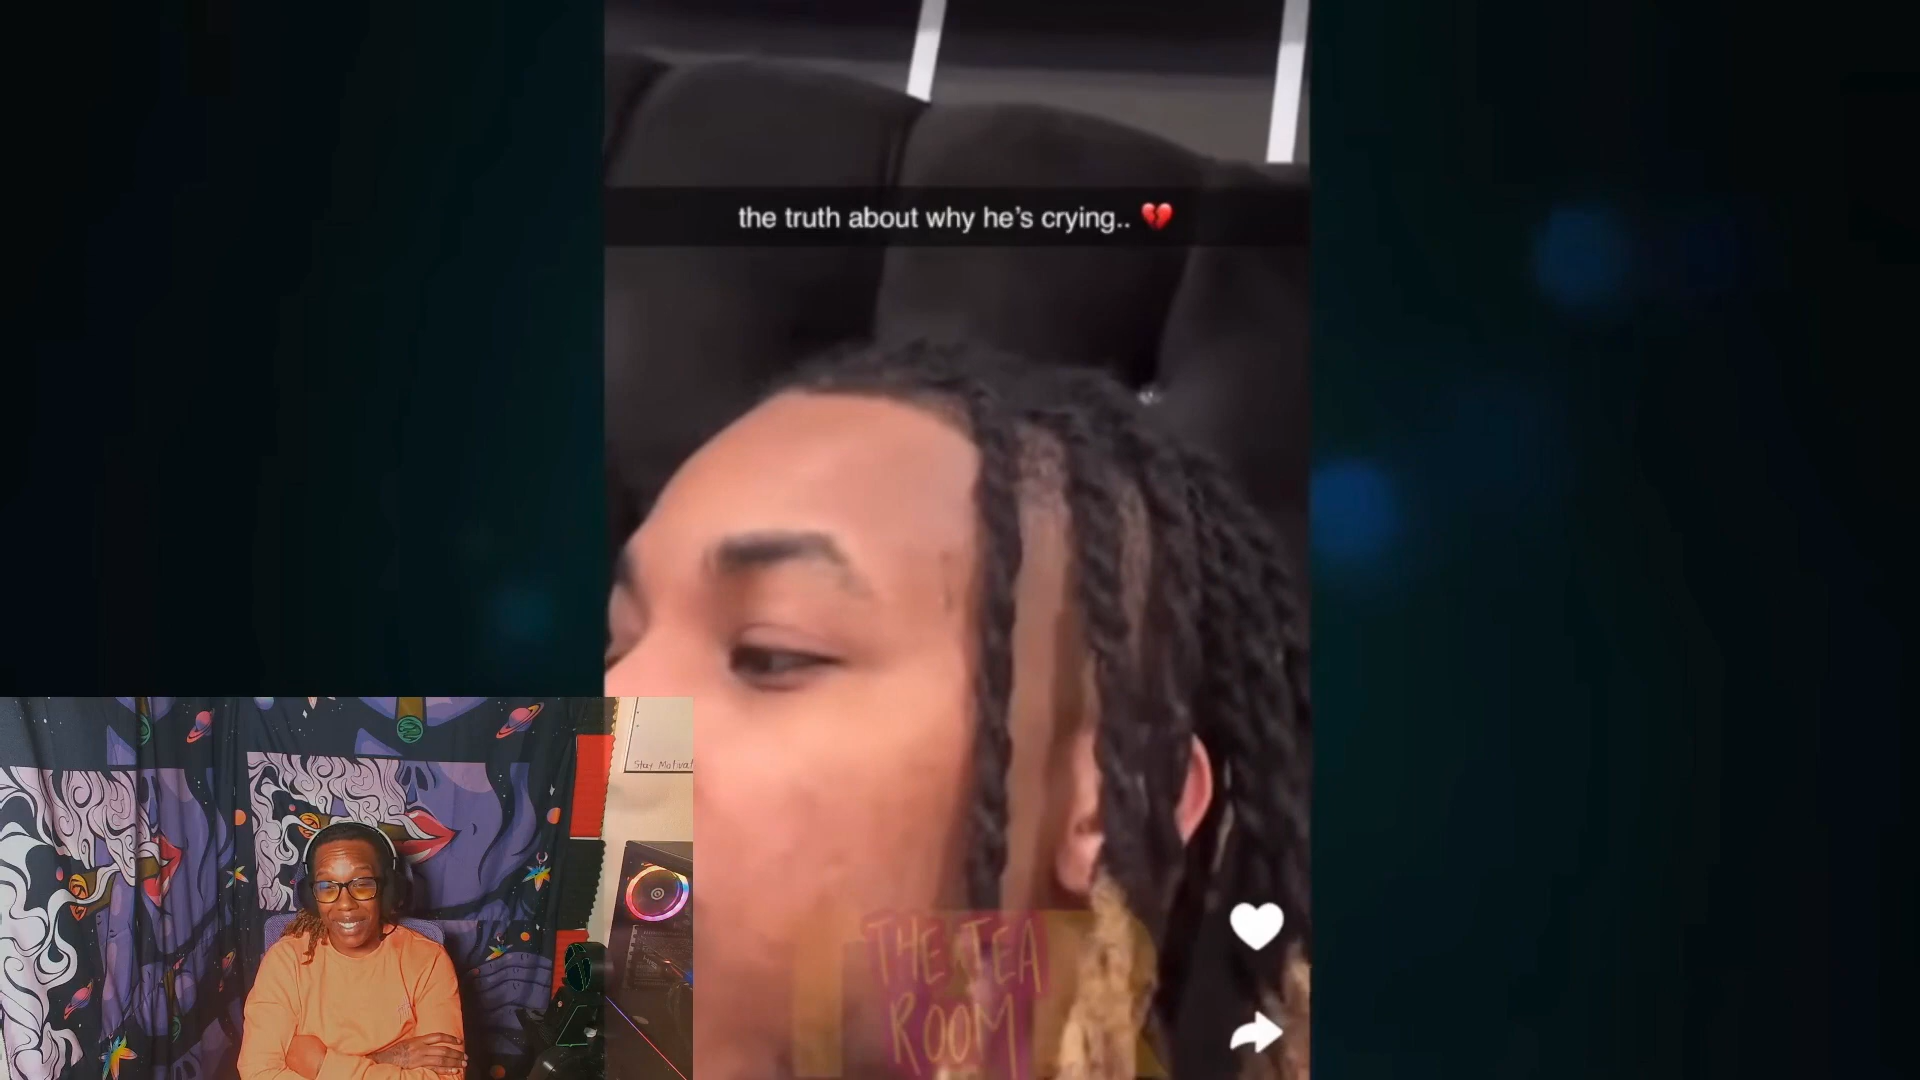 the truth about why he’s crying.. 💔
Stay Motivat
THE TEA
ROOM